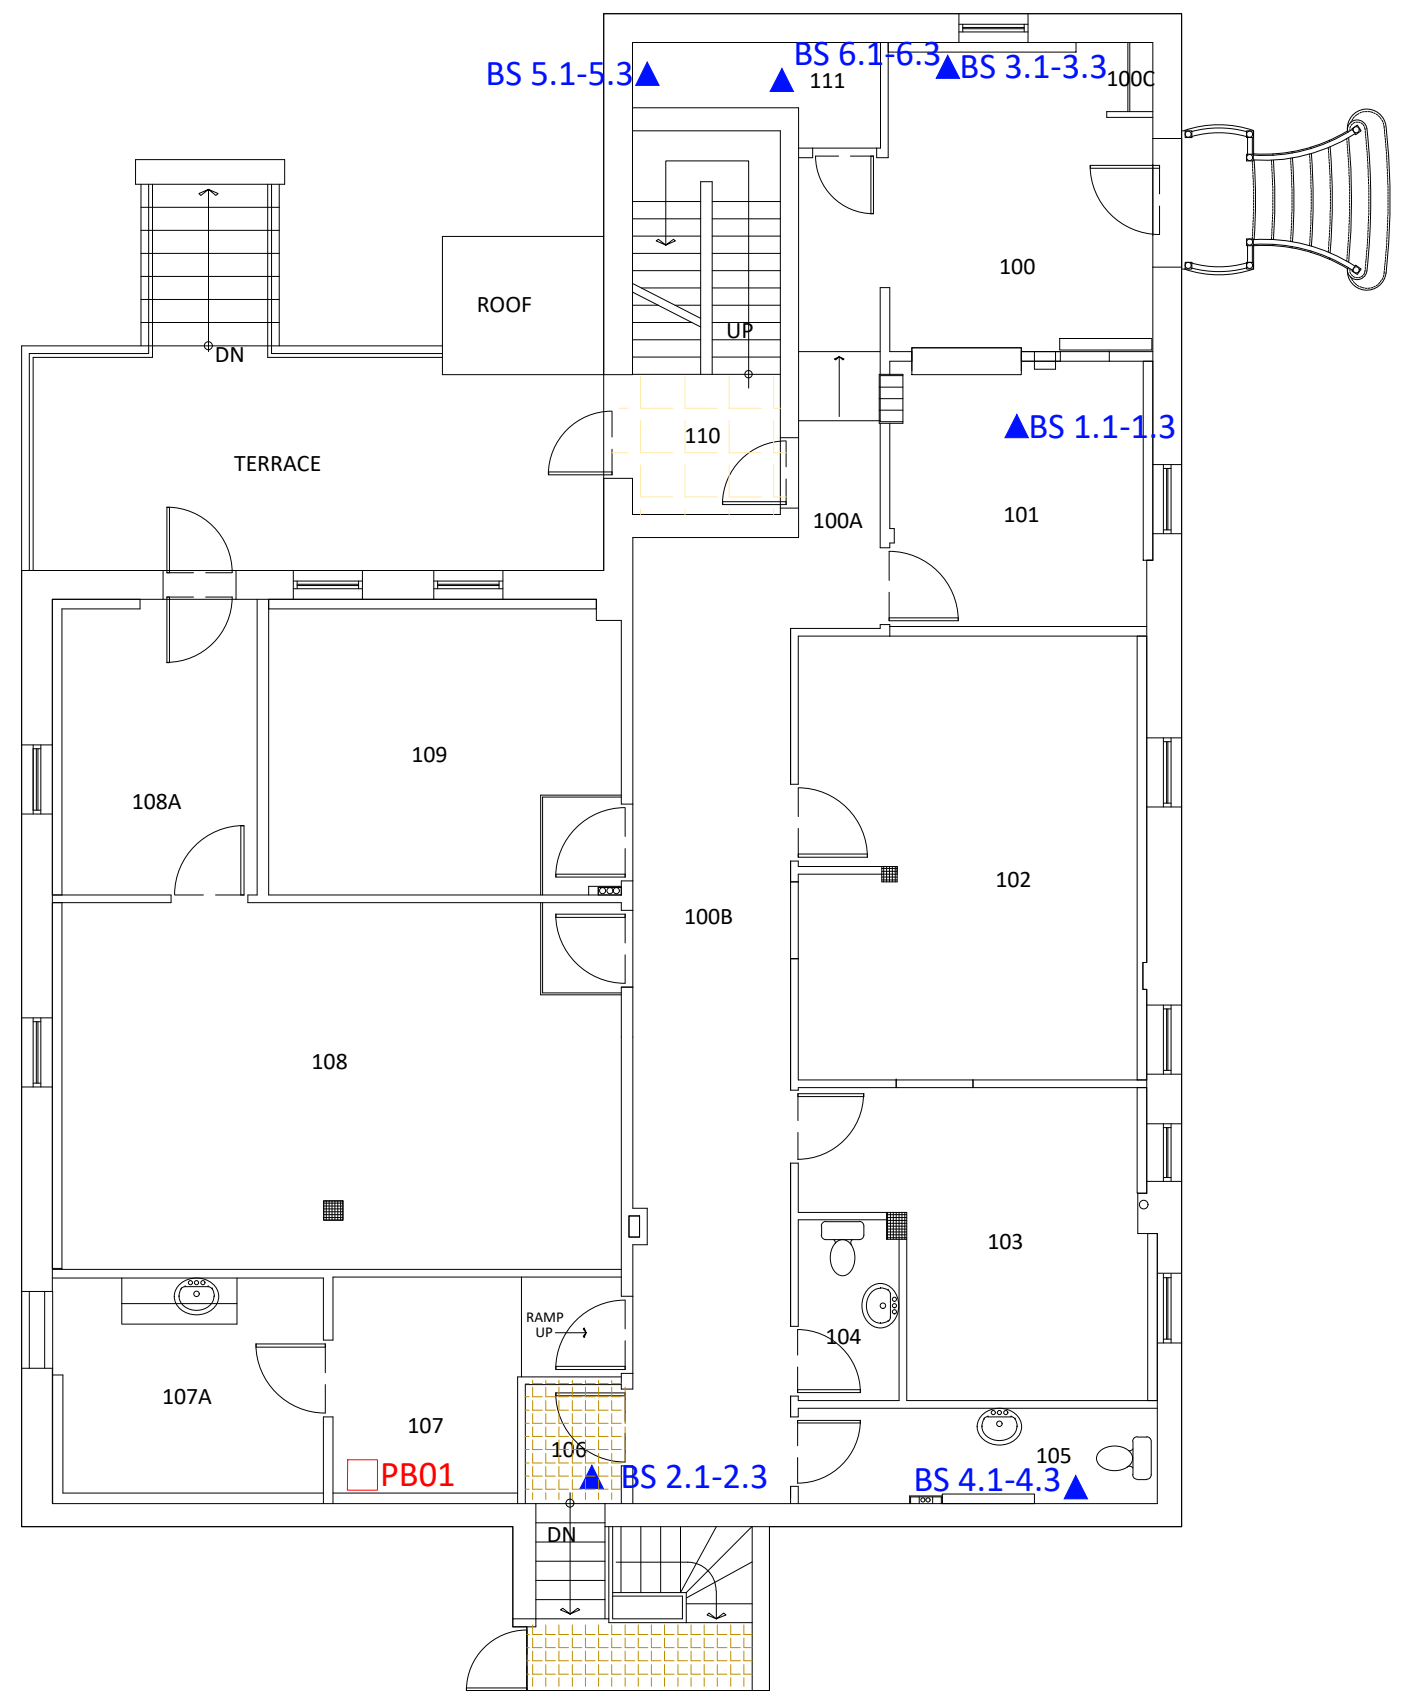 BS 6.1-6.3
BS 5.1-5.3
BS 3.1-3.3
111
100C
100
ROOF
UP
DN
BS 1.1-1.3
110
TERRACE
101
100A
109
108A
102
100B
108
103
RAMP
UP
104
107A
107
106
105
PB01
BS 2.1-2.3
BS 4.1-4.3
DN